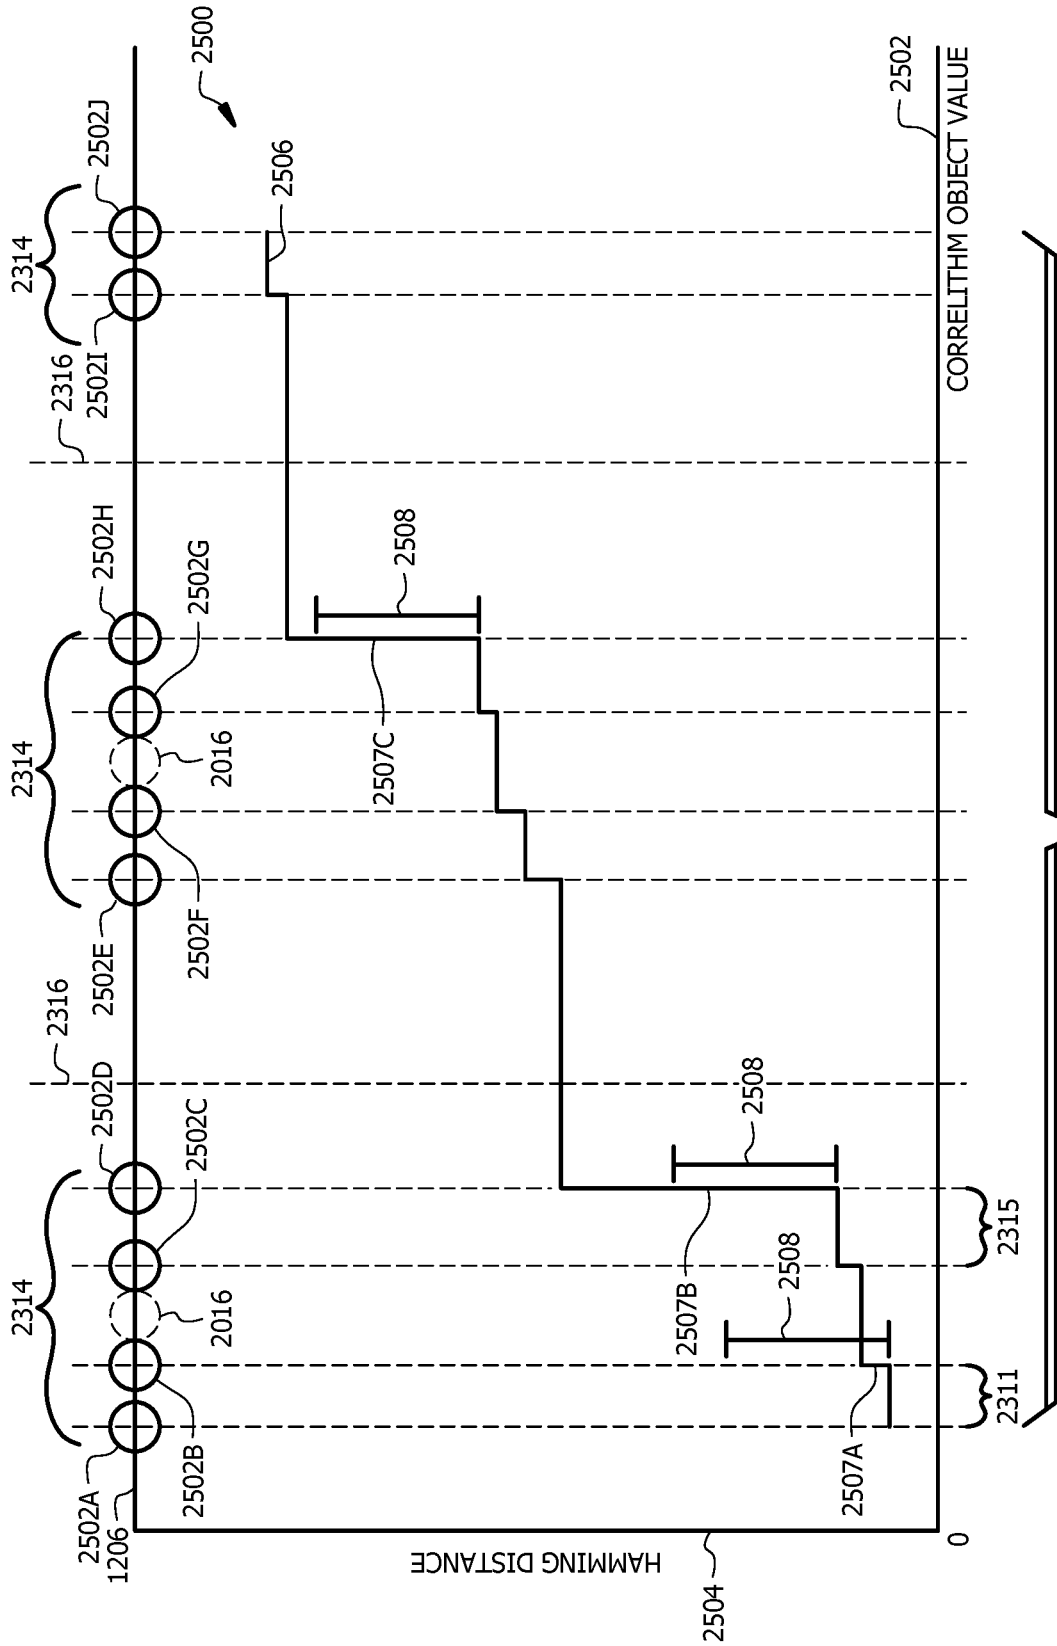 2500
2314
2314
2314
2316
2316
2502A
1206
2502B
2016
2502C
2502D
2502E
2502F
2016
2502G
2502H
2502I
2502J
2506
2508
2507C
2508
2507B
2508
2507A
HAMMING DISTANCE
2504
0
2311
2315
CORRELITHM OBJECT VALUE
2502